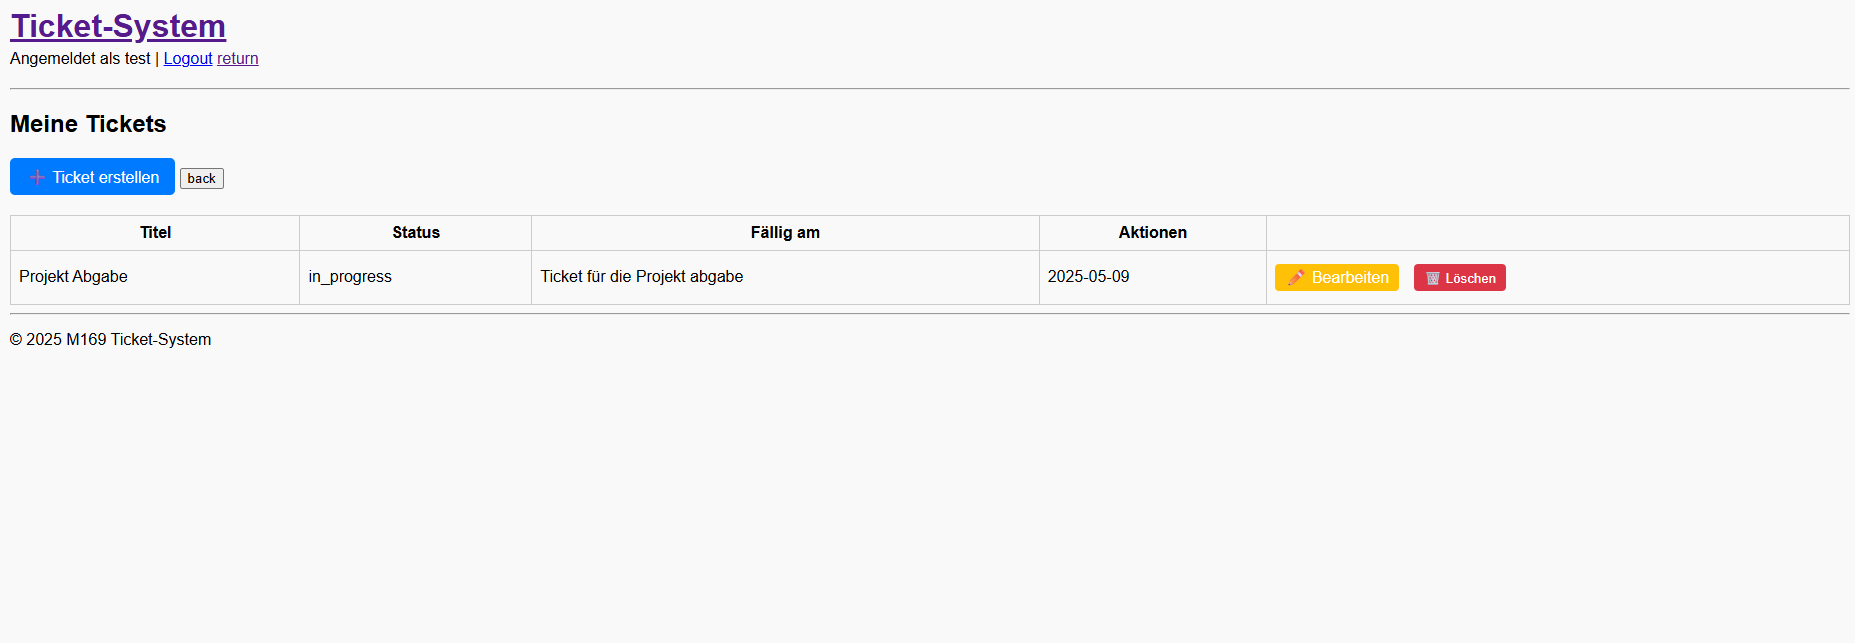 Ticket-System
Angemeldet als test | Logout return
Meine Tickets
➕ Ticket erstellen back
Titel Status Fällig am Aktionen
Projekt Abgabe in_progress Ticket für die Projekt abgabe 2025-05-09 ✏️ Bearbeiten 🗑️ Löschen
© 2025 M169 Ticket-System